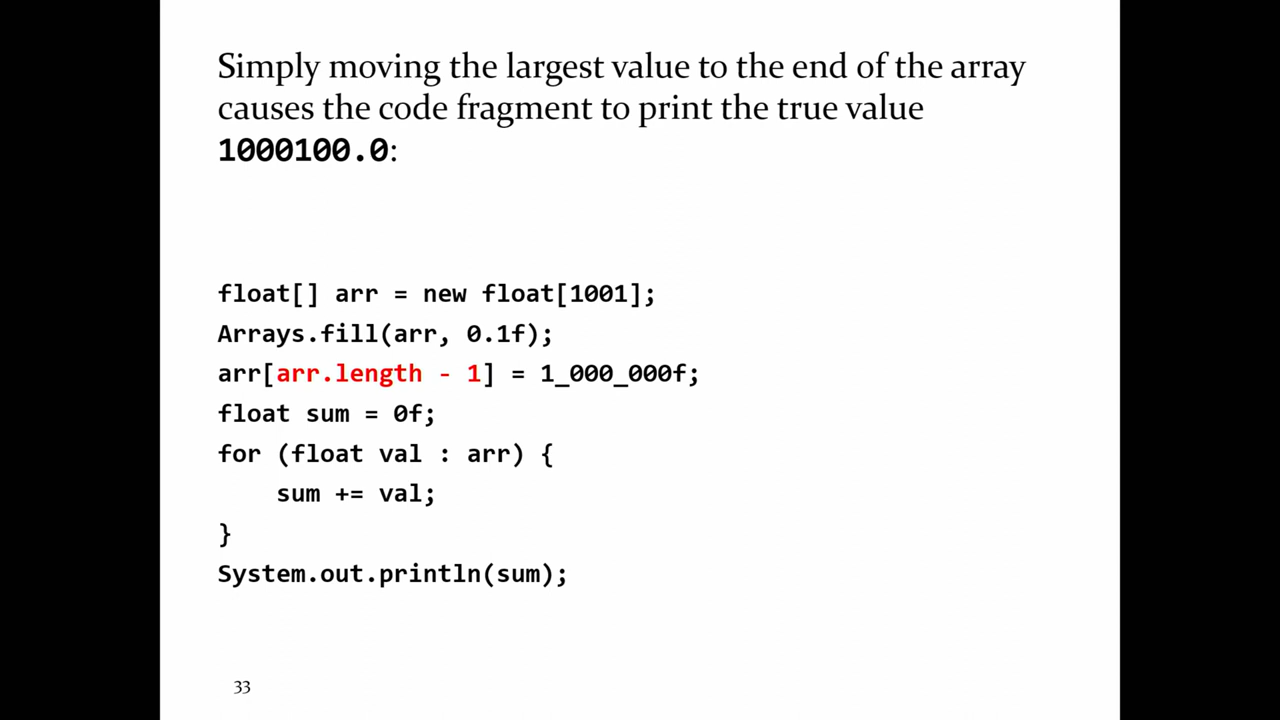 Simply moving the largest value to the end of the array
causes the code fragment to print the true value
1000100.0:
float[] arr = new float[1001];
Arrays.fill(arr, 0.1f);
arr[arr.length - 1] = 1_000_000f;
float sum = 0f;
for (float val : arr) {
    sum += val;
}
System.out.println(sum);
33